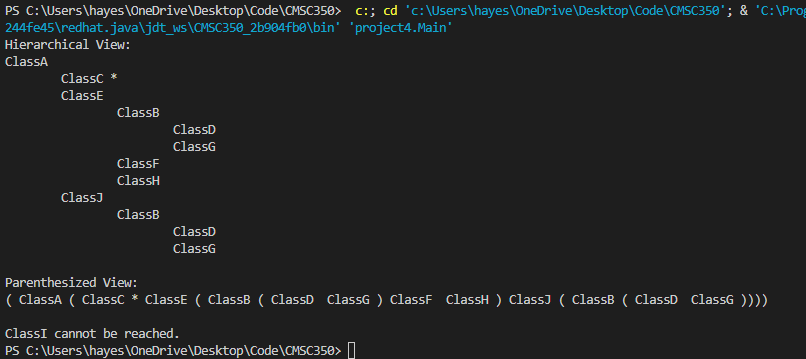 PS C:\Users\hayes\OneDrive\Desktop\Code\CMSC350>  c:; cd 'c:\Users\hayes\OneDrive\Desktop\Code\CMSC350'; & 'C:\Prog
244fe45\redhat.java\jdt_ws\CMSC350_2b904fb0\bin' 'project4.Main'
Hierarchical View:
ClassA
ClassC *
ClassE
ClassB
ClassD
ClassG
ClassF
ClassH
ClassJ
ClassB
ClassD
ClassG
Parenthesized View:
( ClassA ( ClassC * ClassE ( ClassB ( ClassD  ClassG ) ClassF  ClassH ) ClassJ ( ClassB ( ClassD  ClassG ))))
ClassI cannot be reached.
PS C:\Users\hayes\OneDrive\Desktop\Code\CMSC350>